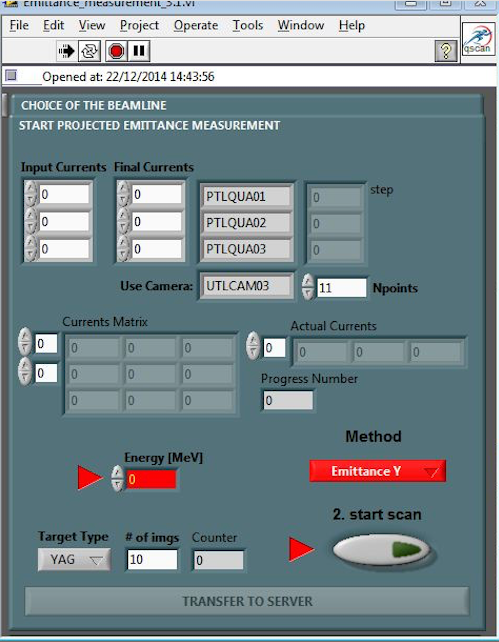 Emittance_measurement_3.1.vi
File Edit View Project Operate Tools Window Help
? qscan
Opened at: 22/12/2014 14:43:56
CHOICE OF THE BEAMLINE
START PROJECTED EMITTANCE MEASUREMENT
Input Currents Final Currents
0 0 PTLQUA01 0 step
0 0 PTLQUA02 0
0 0 PTLQUA03 0
Use Camera: UTLCAM03 11 Npoints
Currents Matrix Actual Currents
0 0 0 0 0 0 0 0
0 0 0 0
Progress Number
0 0 0 0
Method
Energy [MeV]
0 Emittance Y
2. start scan
Target Type # of imgs Counter
YAG 10 0
TRANSFER TO SERVER